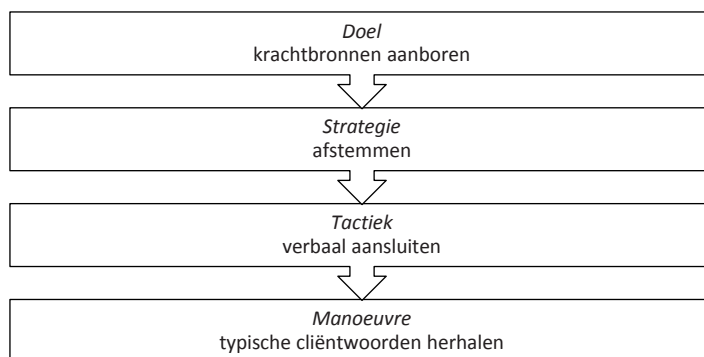 Doel
krachtbronnen aanboren
Strategie
afstemmen
Tactiek
verbaal aansluiten
Manoeuvre
typische cliëntwoorden herhalen